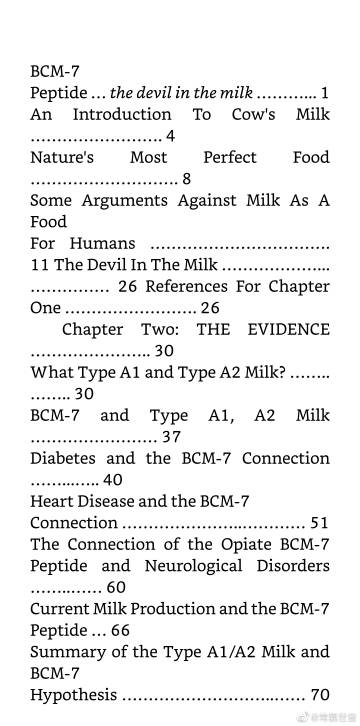 BCM-7
Peptide ... the devil in the milk ........... 1
An Introduction To Cow's Milk
......................... 4
Nature's Most Perfect Food
............................ 8
Some Arguments Against Milk As A
Food
For Humans ..................................
11 The Devil In The Milk .....................
............... 26 References For Chapter
One ......................... 26
Chapter Two: THE EVIDENCE
....................... 30
What Type A1 and Type A2 Milk? ........
........ 30
BCM-7 and Type A1, A2 Milk
........................ 37
Diabetes and the BCM-7 Connection
............. 40
Heart Disease and the BCM-7
Connection ................................... 51
The Connection of the Opiate BCM-7
Peptide and Neurological Disorders
.............. 60
Current Milk Production and the BCM-7
Peptide ... 66
Summary of the Type A1/A2 Milk and
BCM-7
Hypothesis ................................... 70